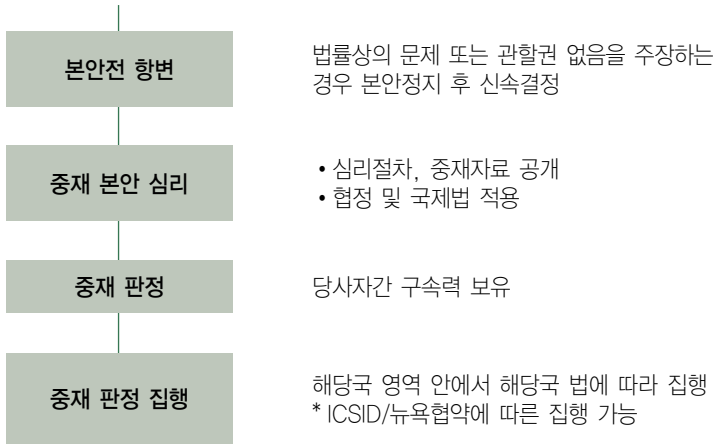 본안전 항변
법률상의 문제 또는 관할권 없음을 주장하는
경우 본안정지 후 신속결정
중재 본안 심리
• 심리절차, 중재자료 공개
• 협정 및 국제법 적용
중재 판정
당사자간 구속력 보유
중재 판정 집행
해당국 영역 안에서 해당국 법에 따라 집행
* ICSID/뉴욕협약에 따른 집행 가능